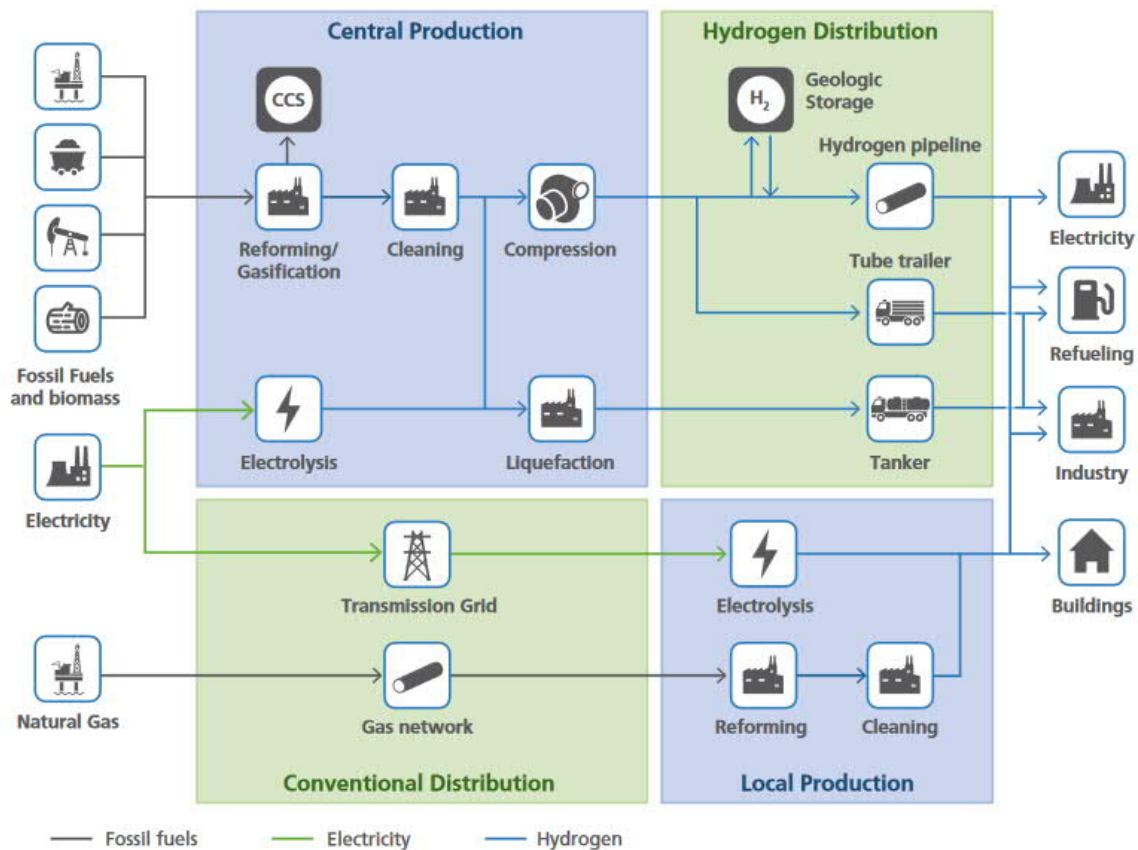 Central Production
Hydrogen Distribution
CCS
H2
Geologic
Storage
Hydrogen pipeline
Reforming/
Gasification
Cleaning
Compression
Electricity
Tube trailer
Refueling
Fossil Fuels
and biomass
Electrolysis
Liquefaction
Tanker
Industry
Electricity
Transmission Grid
Electrolysis
Buildings
Natural Gas
Gas network
Reforming
Cleaning
Conventional Distribution
Local Production
Fossil fuels
Electricity
Hydrogen